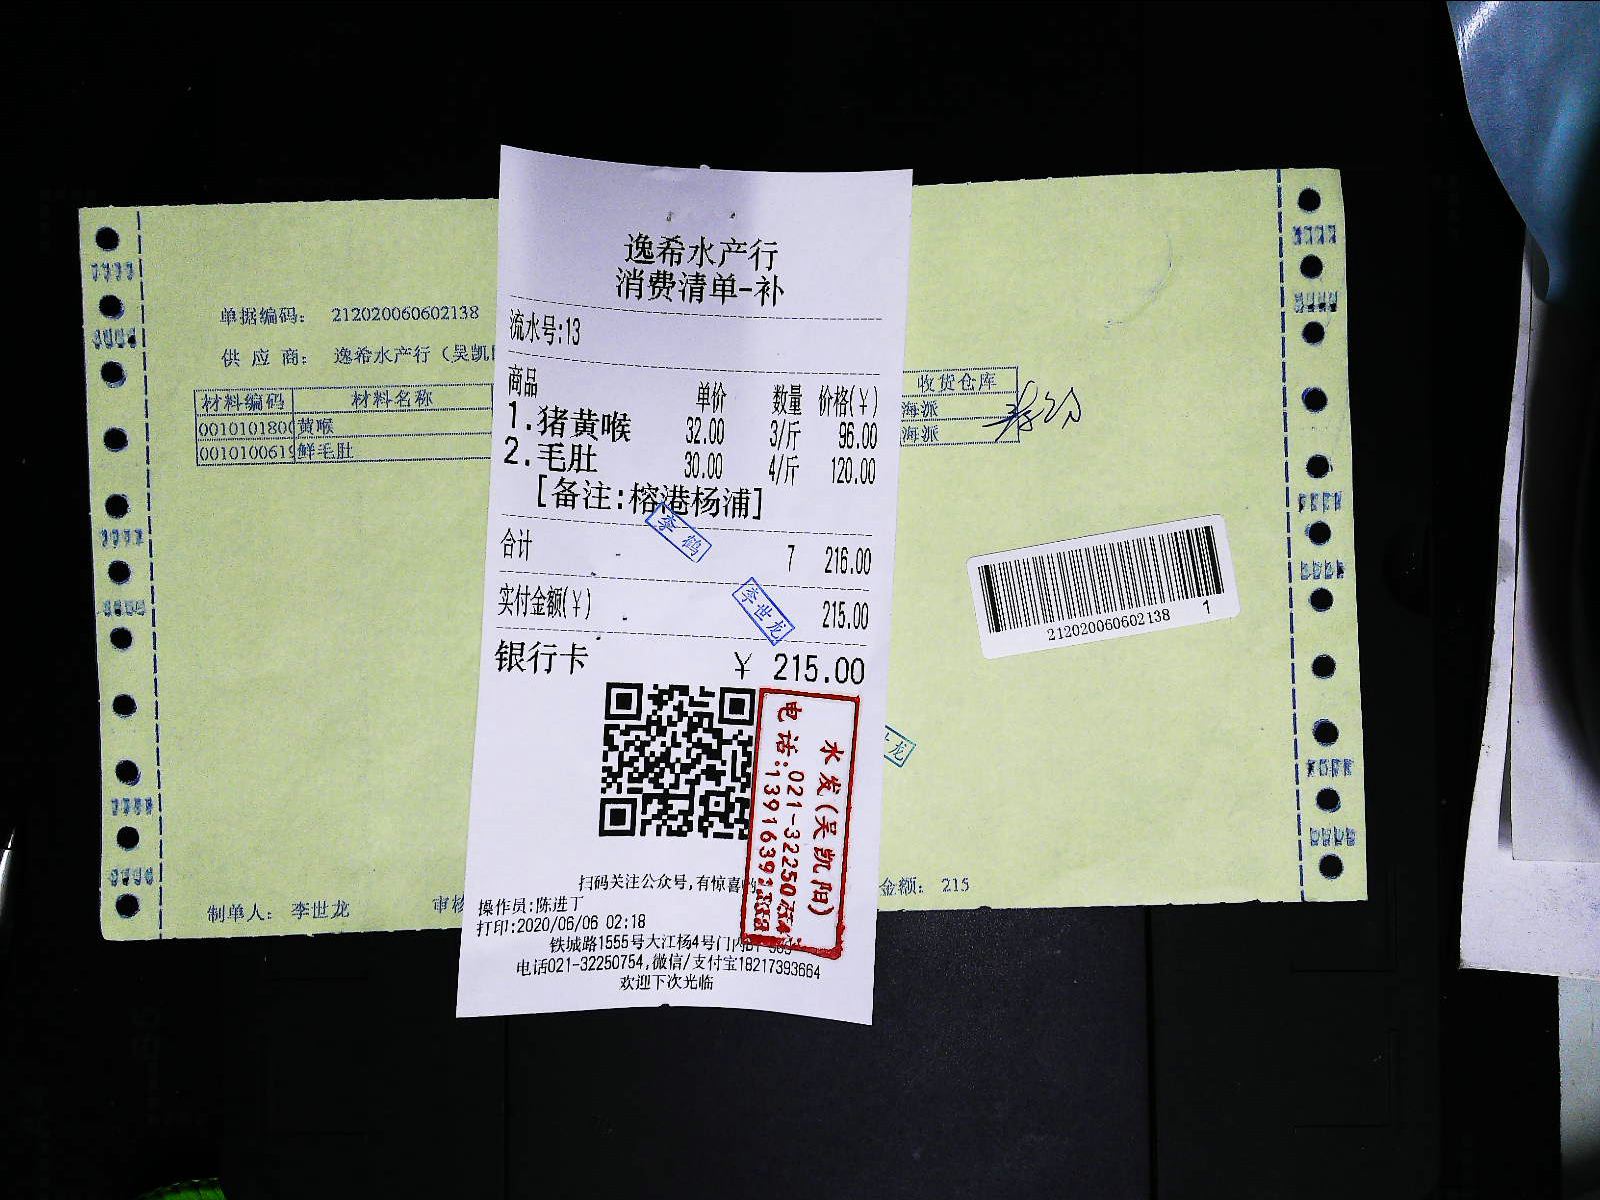 逸希水产行
消费清单-补
流水号:13
商品 单价 数量 价格(¥)
1.猪黄喉 32.00 3/斤 96.00
2.毛肚 30.00 4/斤 120.00
[备注:榕港杨浦]
合计 7 216.00
实付金额(¥) 215.00
银行卡 ¥ 215.00
李鹤
李世龙
水发(吴凯阳)
电话:021-32250754
扫码关注公众号,有惊喜
操作员:陈进丁
打印:2020/06/06 02:18
铁城路1555号大江杨4号门内
电话021-32250754,微信/支付宝18217393664
欢迎下次光临
单据编码: 212020060602138
供应商: 逸希水产行(吴凯
材料编码 材料名称 收货仓库
0010101800 黄喉 海派
001010061 鲜毛肚 海派
212020060602138 1
龙
制单人: 李世龙 审核 金额: 215